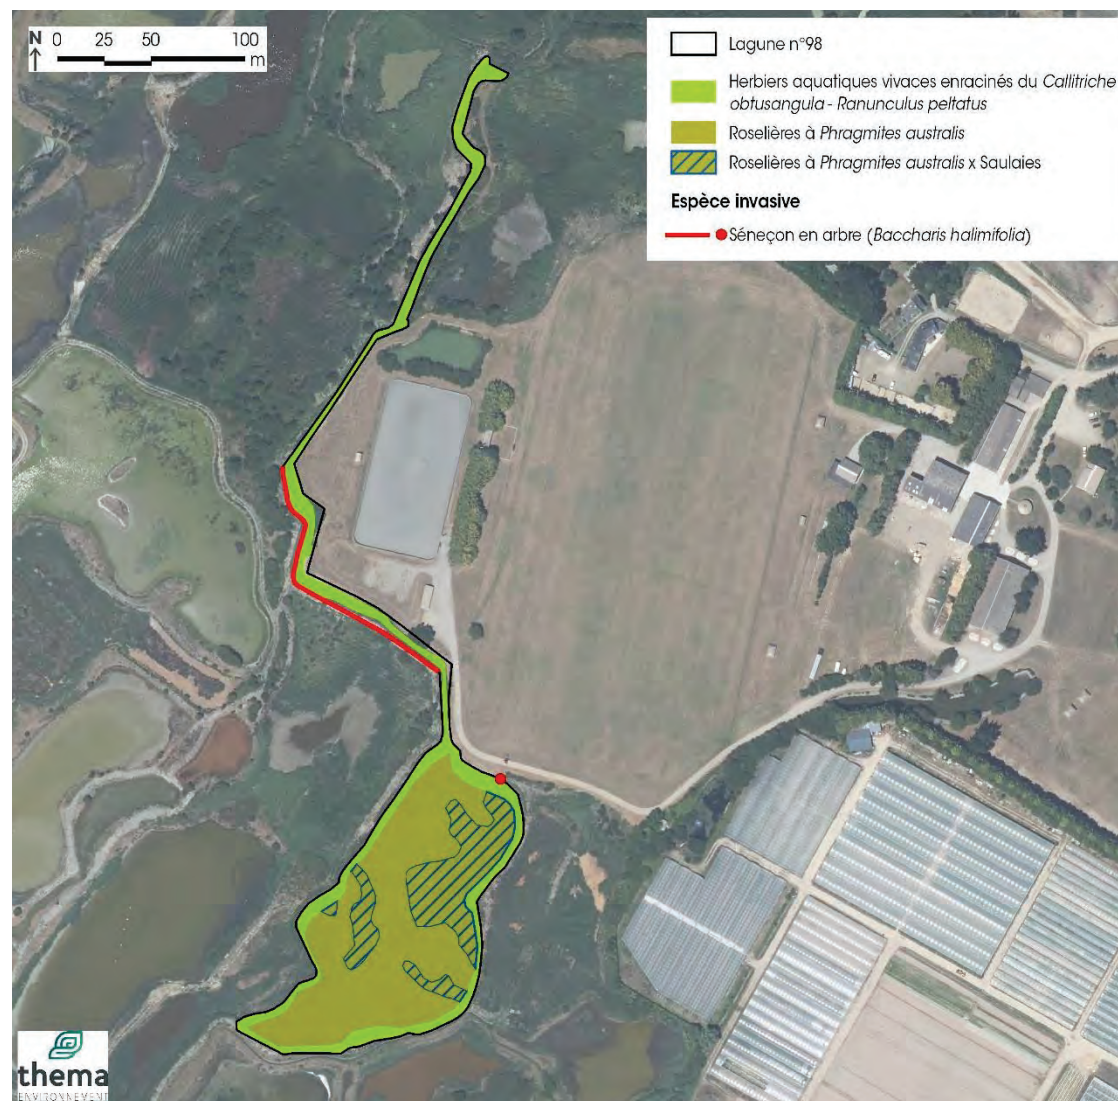 N 0 25 50 100
m
Lagune n°98
Herbiers aquatiques vivaces enracinés du Callitriche
obtusangula - Ranunculus peltatus
Roselières à Phragmites australis
Roselières à Phragmites australis x Saulaies
Espèce invasive
Séneçon en arbre (Baccharis halimifolia)
thema
ENVIRONNEMENT